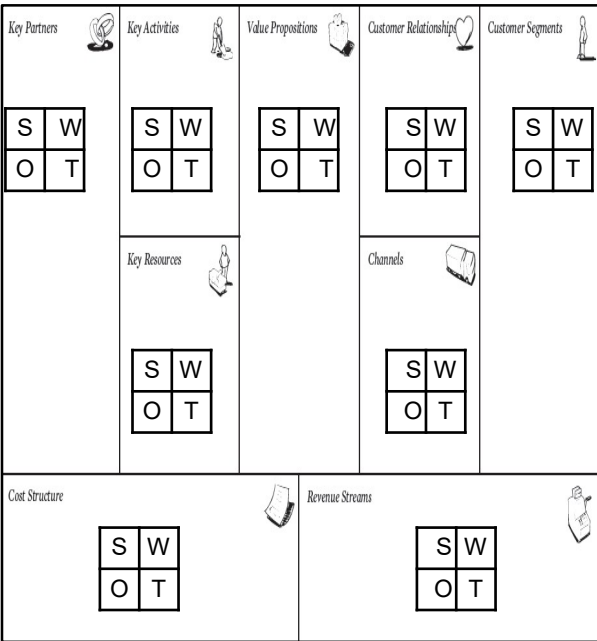 Key Partners
Key Activities
Value Propositions
Customer Relationships
Customer Segments
S W
O T
S W
O T
S W
O T
S W
O T
S W
O T
Key Resources
Channels
S W
O T
S W
O T
Cost Structure
Revenue Streams
S W
O T
S W
O T